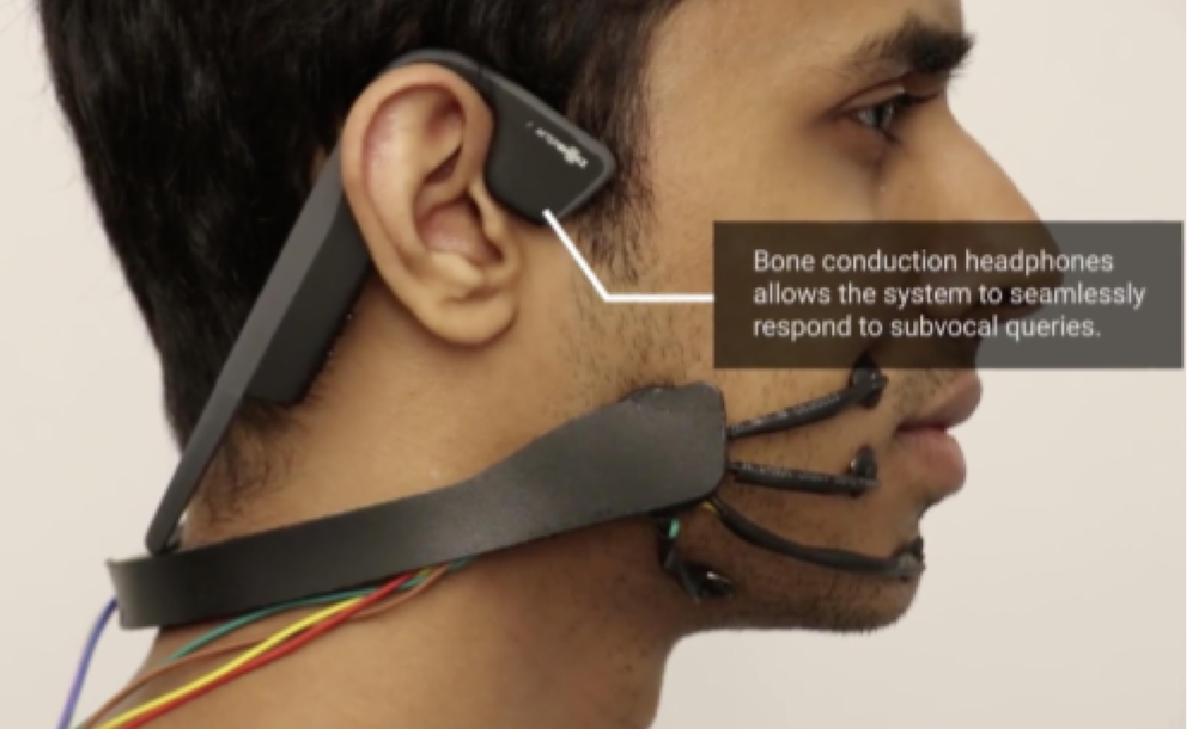 Bone conduction headphones
allows the system to seamlessly
respond to subvocal queries.